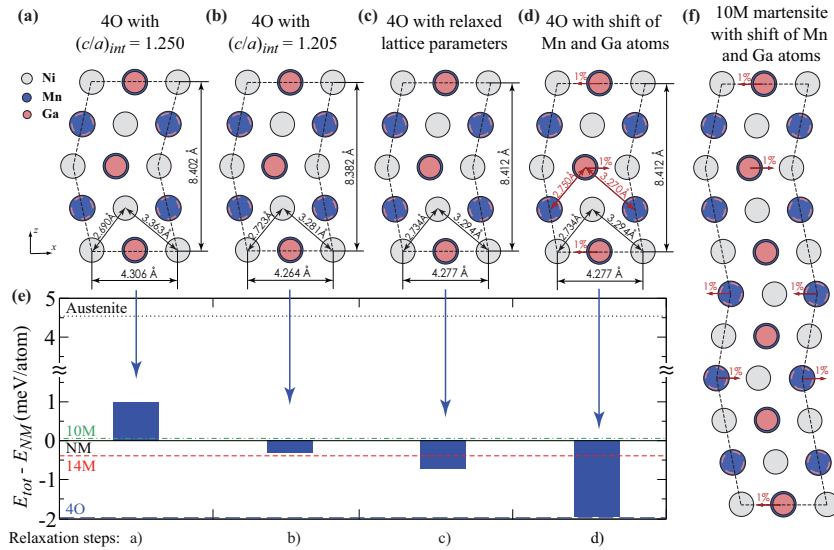 (a)
4O with
(c/a)int = 1.250
(b)
4O with
(c/a)int = 1.205
(c)
4O with relaxed
lattice parameters
(d)
4O with shift of
Mn and Ga atoms
(f)
10M martensite
with shift of Mn
and Ga atoms
Ni
Mn
Ga
z
x
8.402 Å
2.690Å
3.363Å
4.306 Å
8.382 Å
2.723Å
3.281Å
4.264 Å
8.412 Å
2.734Å
3.294Å
4.277 Å
1%
1%
2.750Å
3.270Å
8.412 Å
2.734Å
3.294Å
1%
4.277 Å
1%
1%
1%
1%
1%
1%
1%
(e)
Etot - ENM (meV/atom)
5
4
1
0
-1
-2
Austenite
10M
NM
14M
4O
Relaxation steps: a) b) c) d)